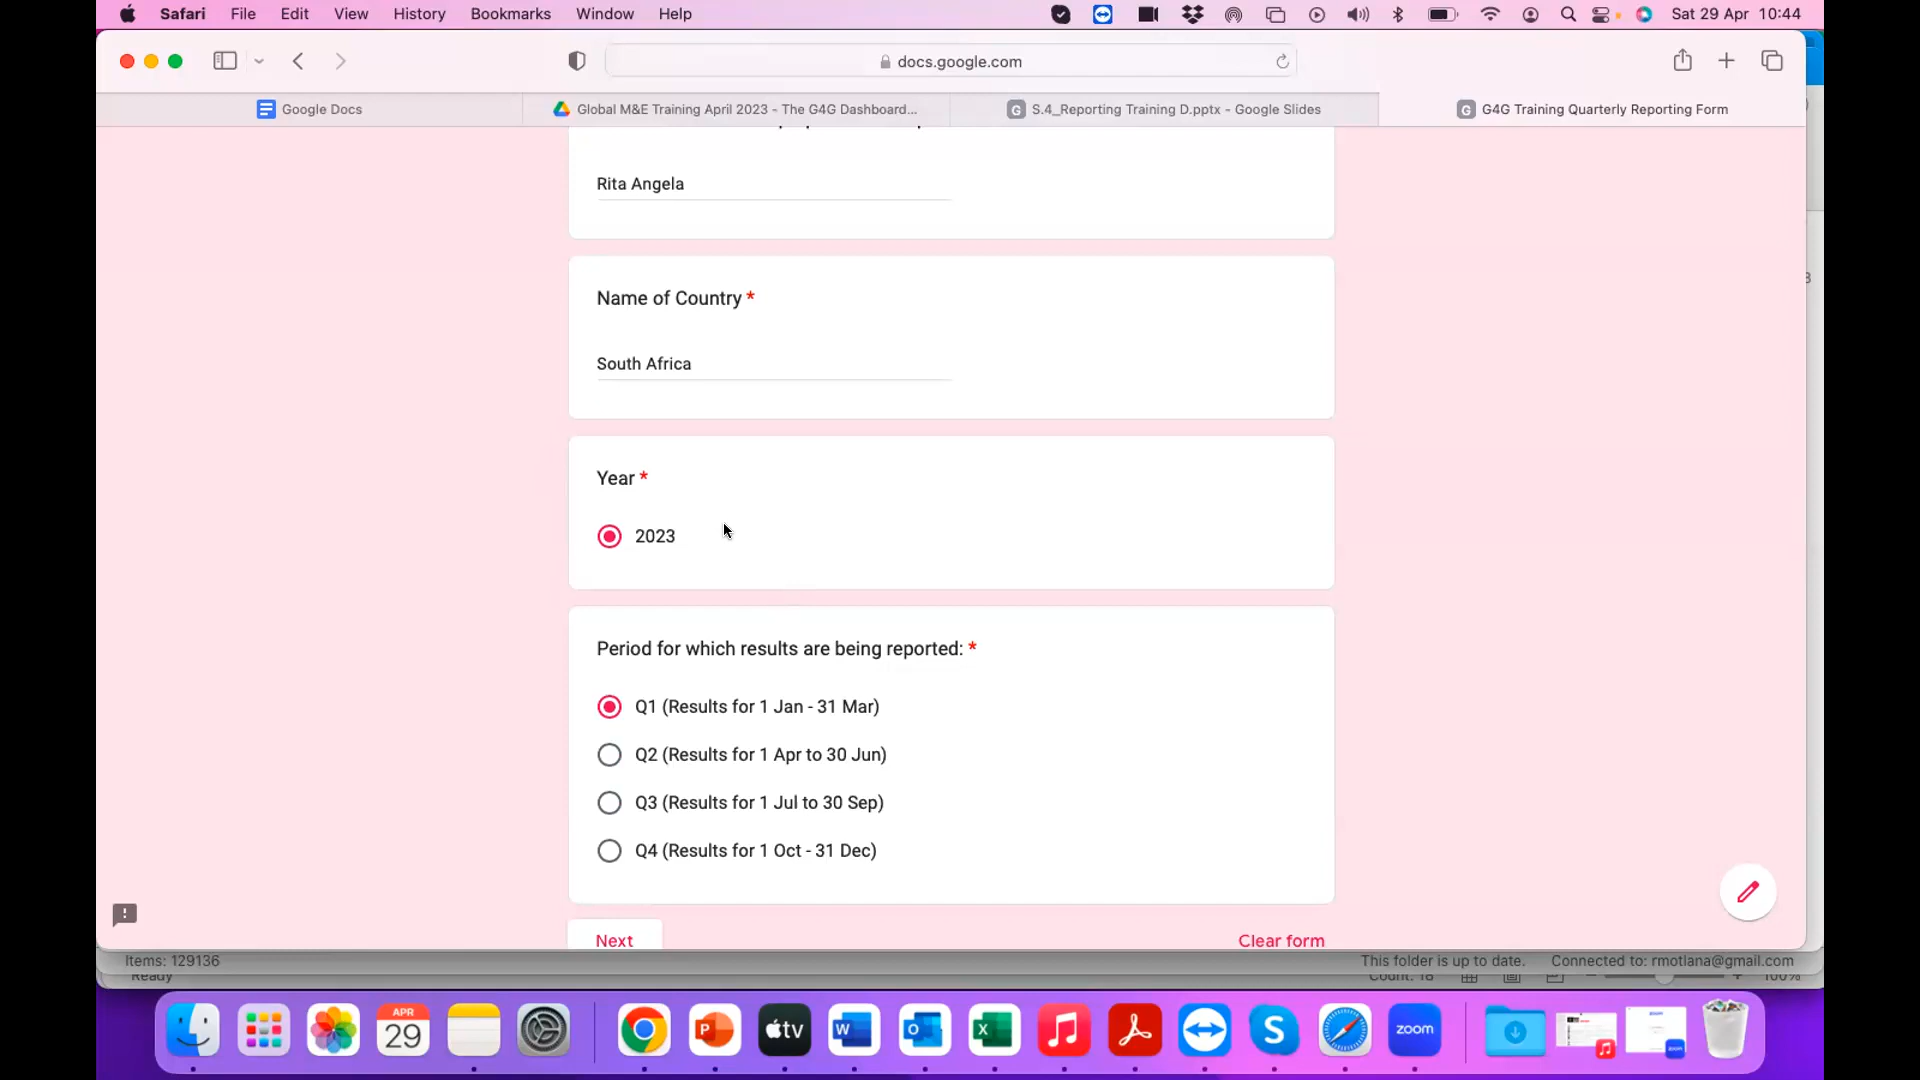 Safari File Edit View History Bookmarks Window Help Sat 29 Apr 10:44
docs.google.com
Google Docs Global M&E Training April 2023 - The G4G Dashboard... S.4_Reporting Training D.pptx - Google Slides G4G Training Quarterly Reporting Form
Rita Angela
Name of Country *
South Africa
Year *
2023
Period for which results are being reported: *
Q1 (Results for 1 Jan - 31 Mar)
Q2 (Results for 1 Apr to 30 Jun)
Q3 (Results for 1 Jul to 30 Sep)
Q4 (Results for 1 Oct - 31 Dec)
Next Clear form
Items: 129136 This folder is up to date. Connected to: rmotlana@gmail.com
Ready Count: 18 100%
APR
29
tv
zoom